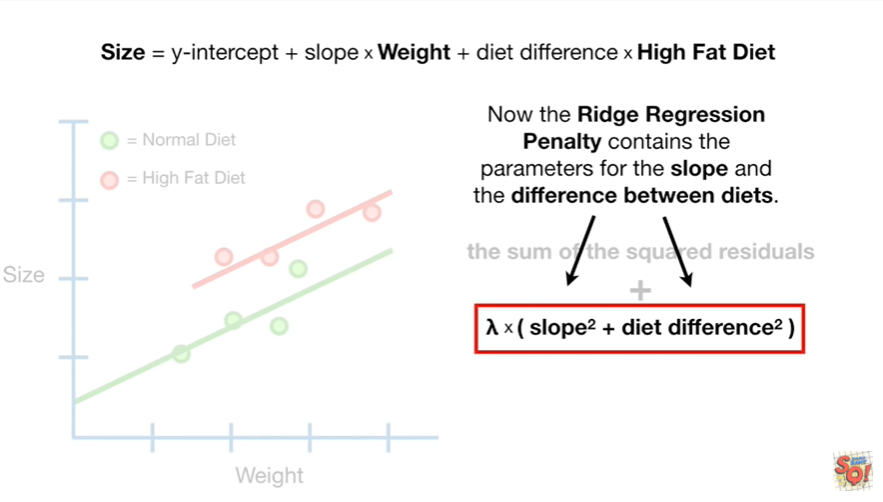 Size = y-intercept + slope x Weight + diet difference x High Fat Diet
= Normal Diet
= High Fat Diet
Size
Weight
Now the Ridge Regression
Penalty contains the
parameters for the slope and
the difference between diets.
the sum of the squared residuals
+
λ x ( slope² + diet difference² )
SQ!